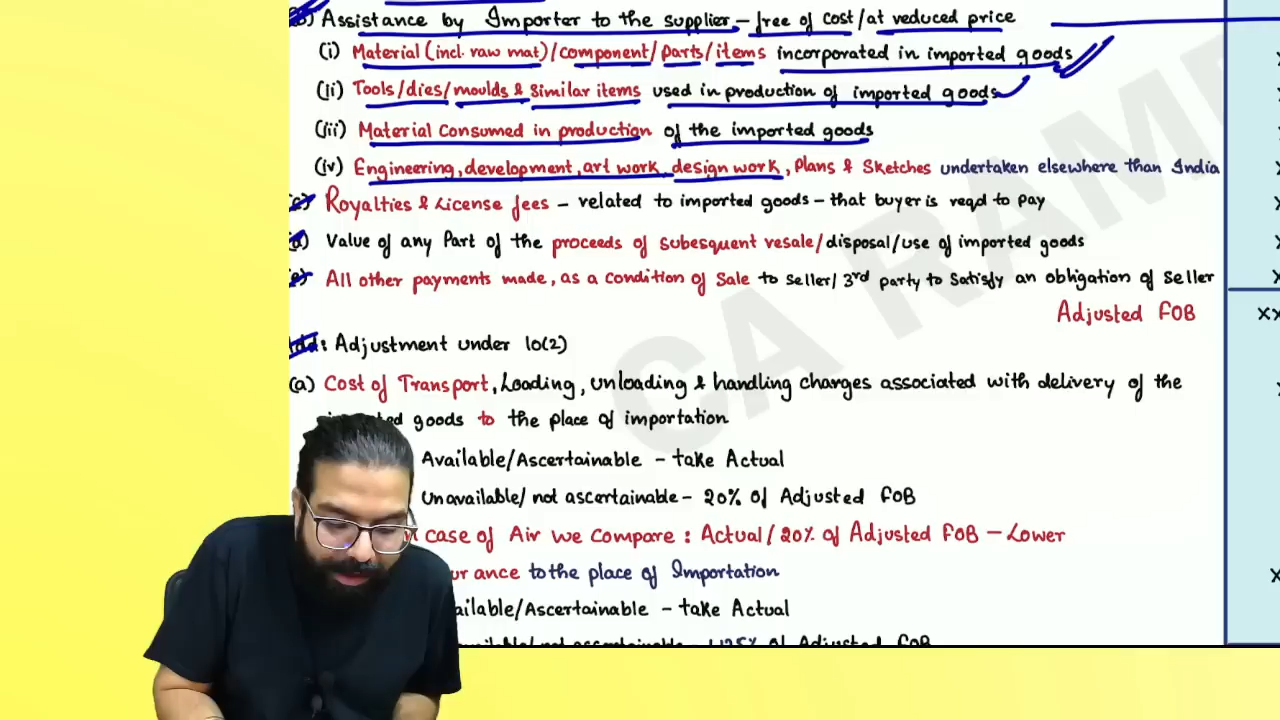 b) Assistance by Importer to the supplier – free of cost/at reduced price
(i) Material (incl. raw mat)/component/parts/items incorporated in imported goods
(ii) Tools/dies/moulds & similar items used in production of imported goods
(iii) Material Consumed in production of the imported goods
(iv) Engineering, development, art work, design work, Plans & Sketches undertaken elsewhere than India
c) Royalties & License fees – related to imported goods – that buyer is reqd to pay
d) Value of any Part of the proceeds of subesquent resale/disposal/use of imported goods
e) All other payments made, as a condition of Sale to seller/3rd party to Satisfy an obligation of Seller
Adjusted FOB XX
Add: Adjustment under 10(2)
(a) Cost of Transport, Loading, unloading & handling charges associated with delivery of the
goods to the place of importation
Available/Ascertainable – take Actual
Unavailable/not ascertainable – 20% of Adjusted FOB
case of Air we Compare : Actual/20% of Adjusted FOB – Lower
to the place of Importation X
– take Actual
of Adjusted FOB
CA RAM